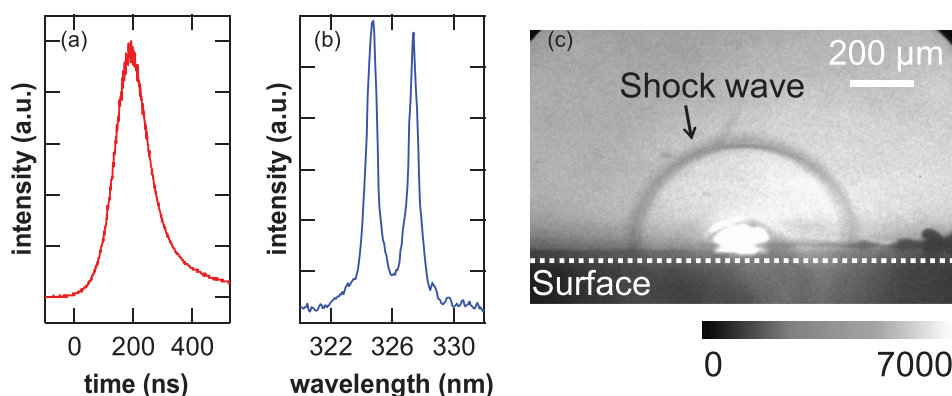 (a)
intensity (a.u.)
0 200 400
time (ns)
(b)
intensity (a.u.)
322 326 330
wavelength (nm)
(c)
200 µm
Shock wave
Surface
0 7000